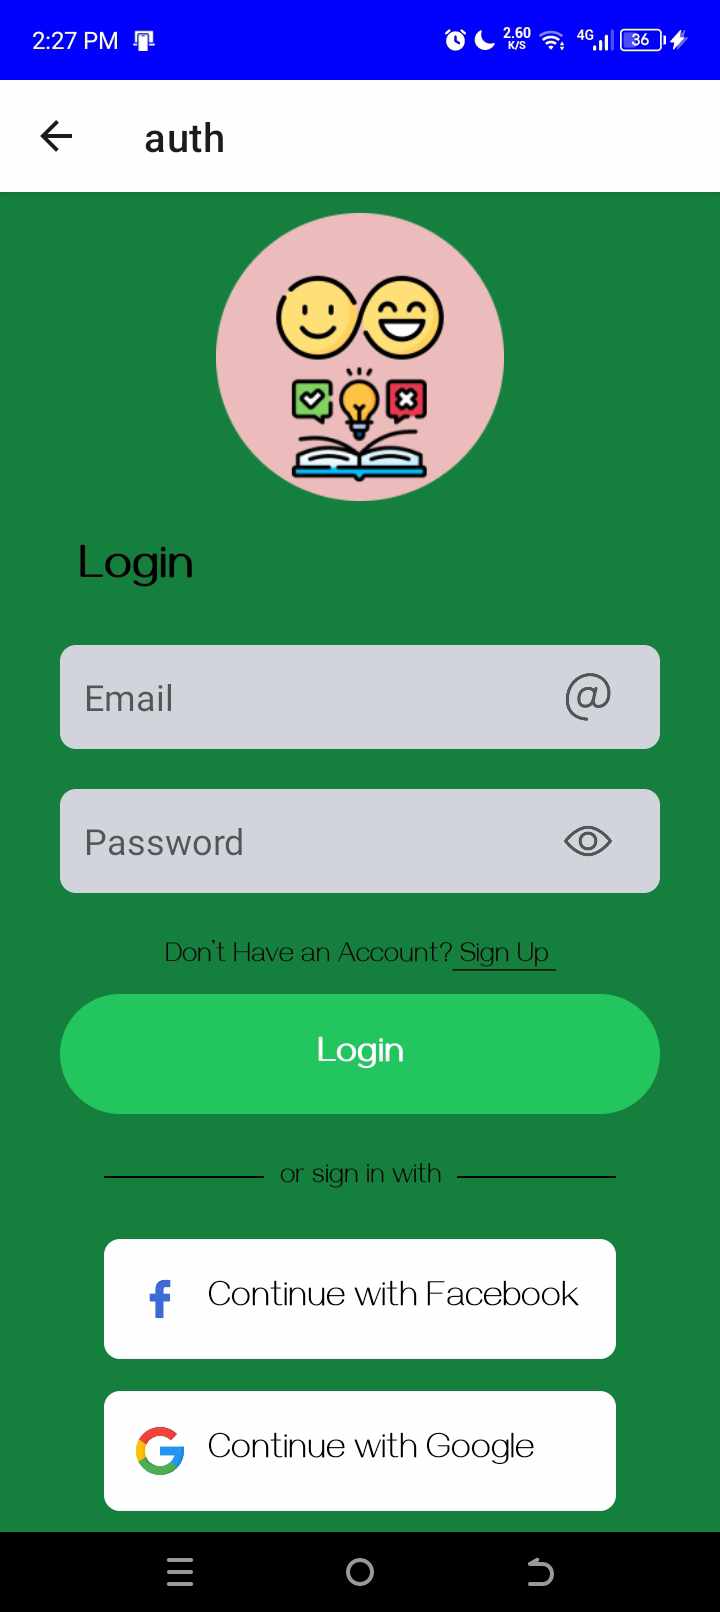 2:27 PM 2.60 K/S 4G 36
auth
Login
Email @
Password
Don't Have an Account? Sign Up
Login
or sign in with
f Continue with Facebook
G Continue with Google